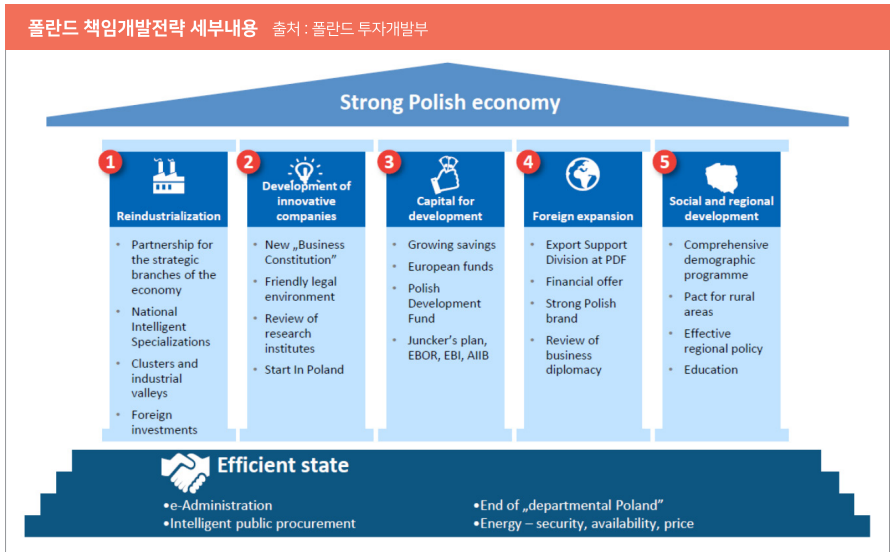 폴란드 책임개발전략 세부내용 출처 : 폴란드 투자개발부
Strong Polish economy
1
Reindustrialization
• Partnership for
the strategic
branches of the
economy
• National
Intelligent
Specializations
• Clusters and
industrial
valleys
• Foreign
investments
2
Development of
innovative
companies
• New „Business
Constitution”
• Friendly legal
environment
• Review of
research
institutes
• Start In Poland
3
Capital for
development
• Growing savings
• European funds
• Polish
Development
Fund
• Juncker's plan,
EBOR, EBI, AIIB
4
Foreign expansion
• Export Support
Division at PDF
• Financial offer
• Strong Polish
brand
• Review of
business
diplomacy
5
Social and regional
development
• Comprehensive
demographic
programme
• Pact for rural
areas
• Effective
regional policy
• Education
Efficient state
•e-Administration
•Intelligent public procurement
•End of „departmental Poland”
•Energy – security, availability, price